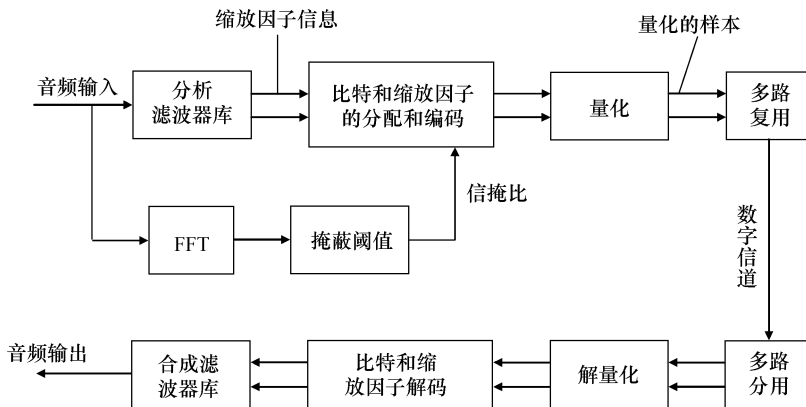 缩放因子信息
量化的样本
音频输入
分析
滤波器库
比特和缩放因子
的分配和编码
量化
多路
复用
信掩比
FFT
掩蔽阈值
数字信道
音频输出
合成滤
波器库
比特和缩
放因子解码
解量化
多路
分用